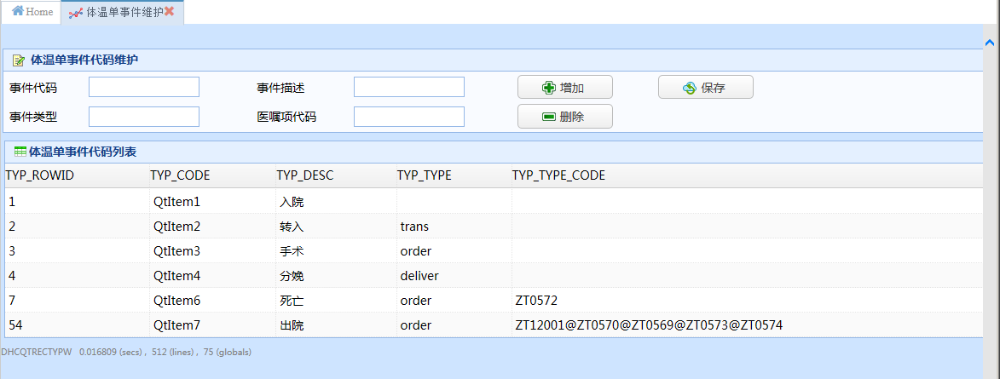 Home 体温单事件维护
体温单事件代码维护
事件代码 事件描述 增加 保存
事件类型 医嘱项代码 删除
体温单事件代码列表
TYP_ROWID TYP_CODE TYP_DESC TYP_TYPE TYP_TYPE_CODE
1 QtItem1 入院
2 QtItem2 转入 trans
3 QtItem3 手术 order
4 QtItem4 分娩 deliver
7 QtItem6 死亡 order ZT0572
54 QtItem7 出院 order ZT12001@ZT0570@ZT0569@ZT0573@ZT0574
DHCQTRECTYPW 0.016809 (secs) , 512 (lines) , 75 (globals)